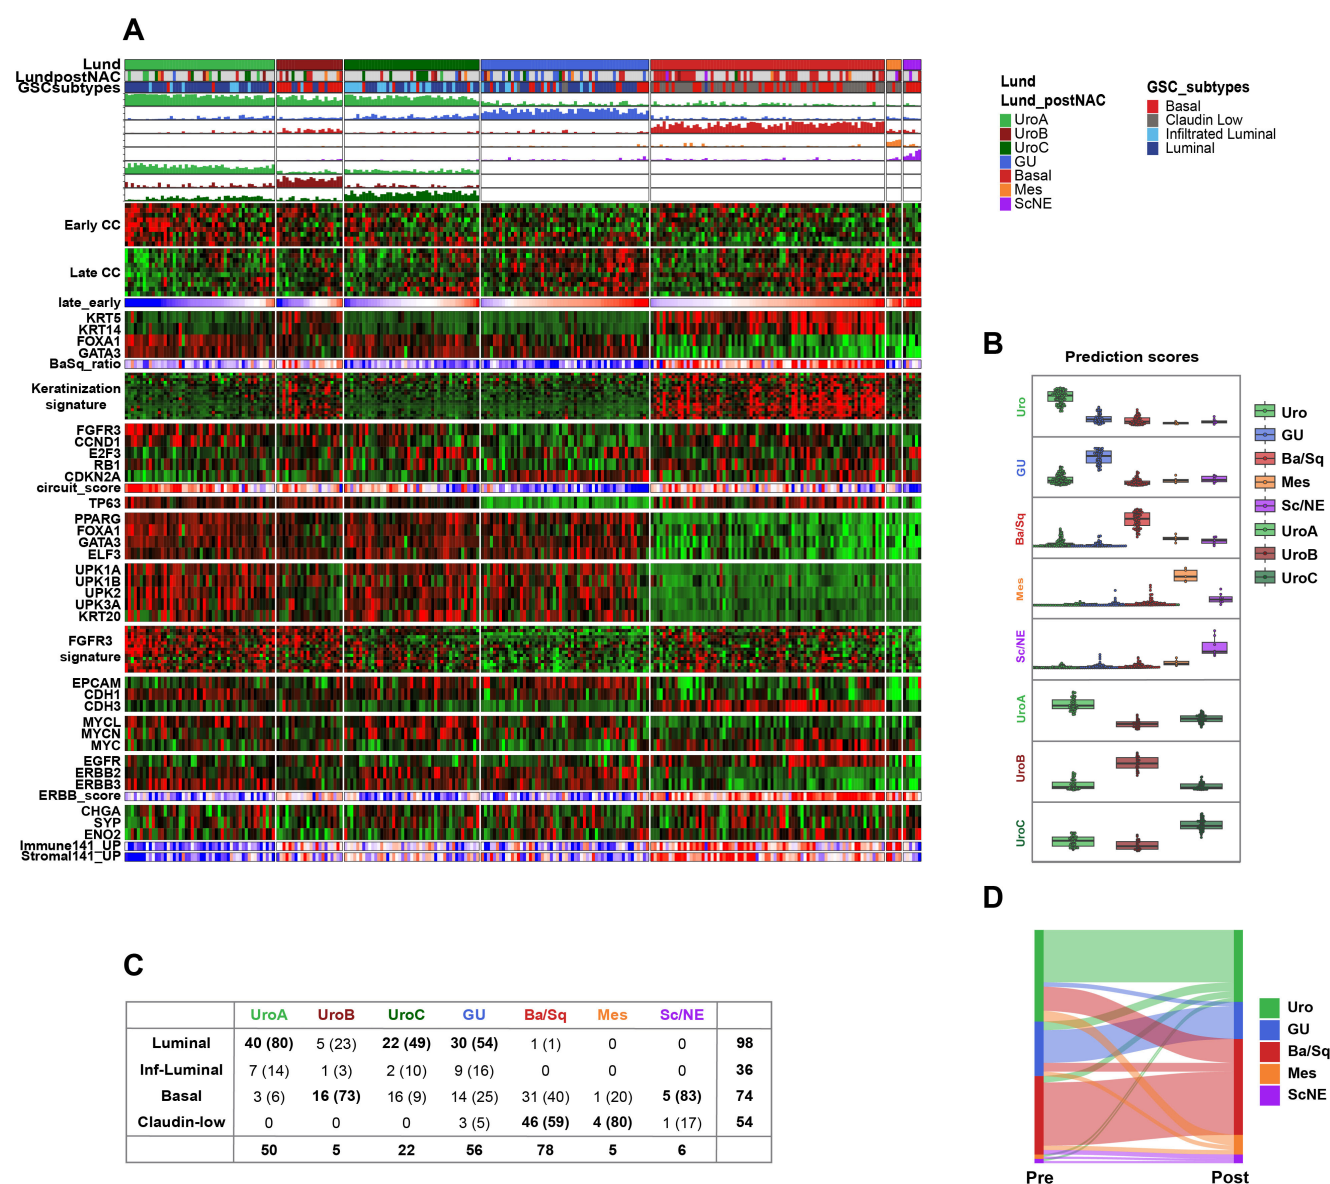 A
Lund
LundpostNAC
GSCsubtypes
Early CC
Late CC
late_early
KRT5
KRT14
FOXA1
GATA3
BaSq_ratio
Keratinization
signature
FGFR3
CCND1
E2F3
RB1
CDKN2A
circuit_score
TP63
PPARG
FOXA1
GATA3
ELF3
UPK1A
UPK1B
UPK2
UPK3A
KRT20
FGFR3
signature
EPCAM
CDH1
CDH3
MYCL
MYCN
MYC
EGFR
ERBB2
ERBB3
ERBB_score
CHGA
SYP
ENO2
Immune141_UP
Stromal141_UP
Lund
Lund_postNAC
UroA
UroB
UroC
GU
Basal
Mes
ScNE
GSC_subtypes
Basal
Claudin Low
Infiltrated Luminal
Luminal
B
Prediction scores
Uro
GU
Ba/Sq
Mes
Sc/NE
UroA
UroB
UroC
Uro
GU
Ba/Sq
Mes
Sc/NE
UroA
UroB
UroC
C
UroA UroB UroC GU Ba/Sq Mes Sc/NE
Luminal 40 (80) 5 (23) 22 (49) 30 (54) 1 (1) 0 0 98
Inf-Luminal 7 (14) 1 (3) 2 (10) 9 (16) 0 0 0 36
Basal 3 (6) 16 (73) 16 (9) 14 (25) 31 (40) 1 (20) 5 (83) 74
Claudin-low 0 0 0 3 (5) 46 (59) 4 (80) 1 (17) 54
50 5 22 56 78 5 6
D
Uro
GU
Ba/Sq
Mes
ScNE
Pre Post